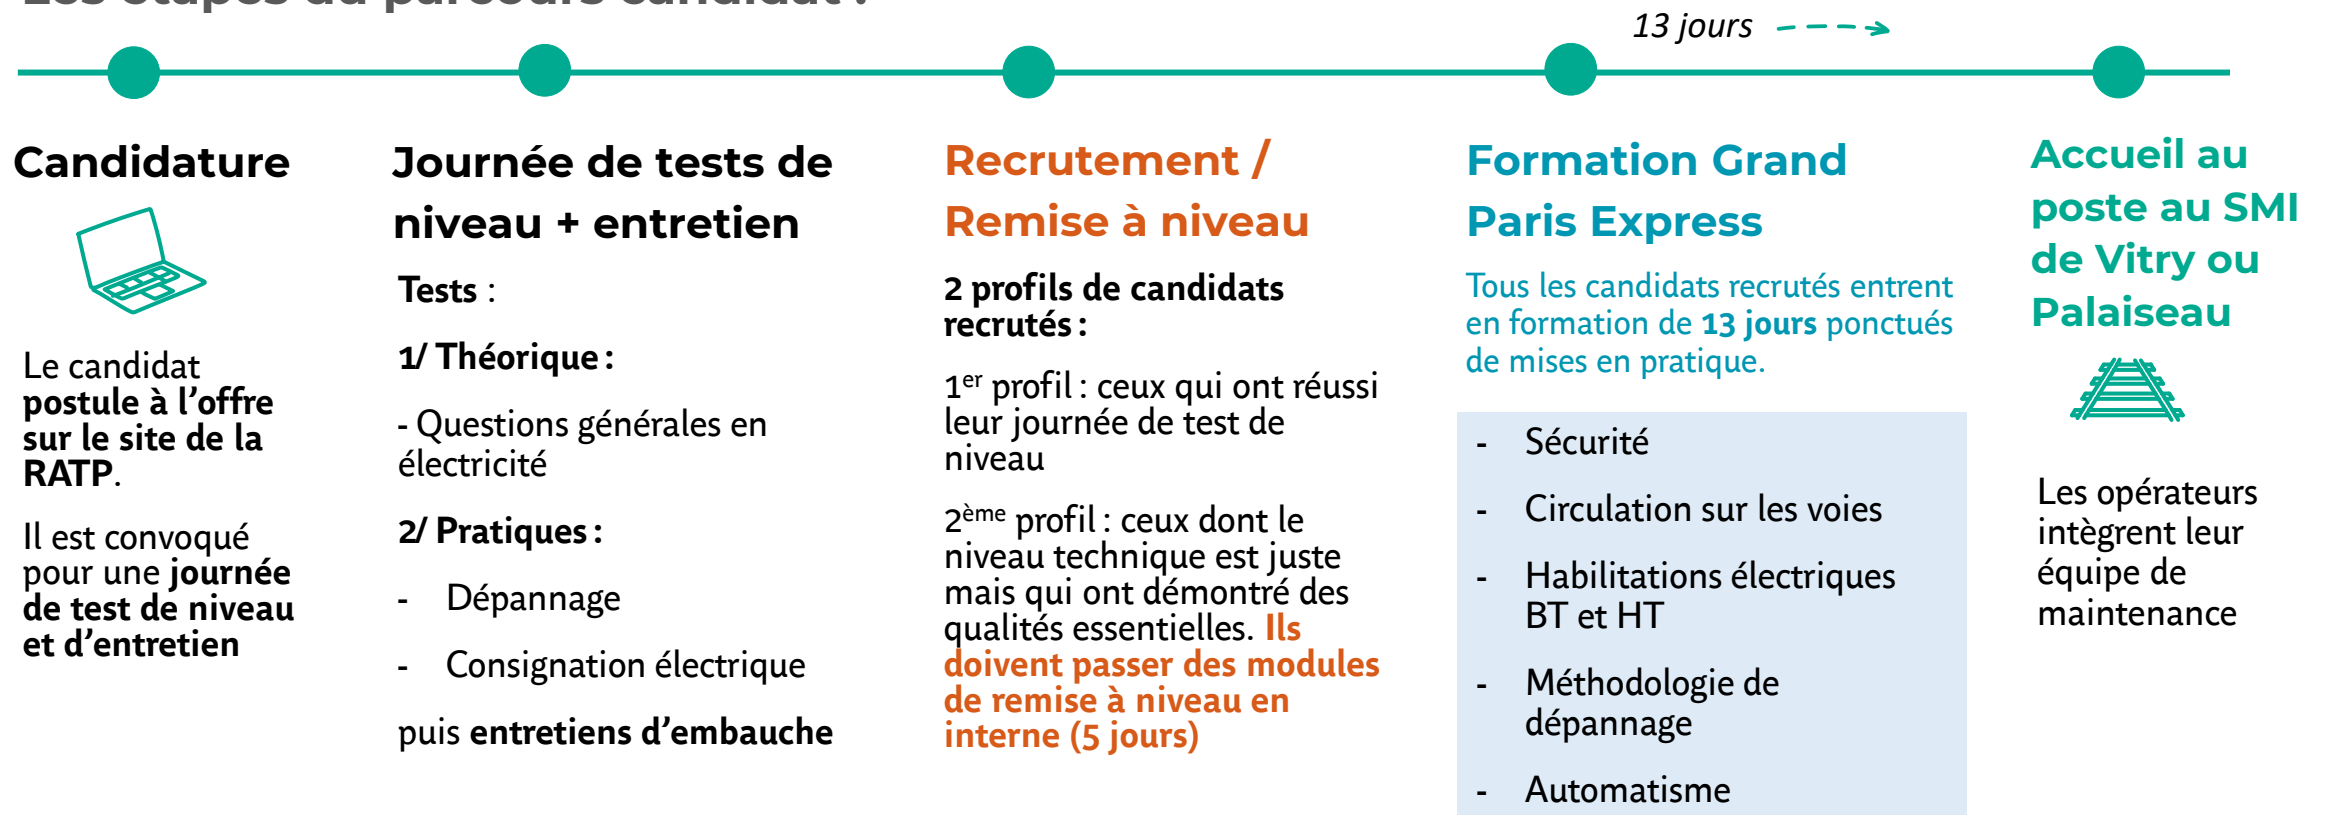 Les étapes du parcours candidat :
13 jours
Candidature
Le candidat
postule à l’offre
sur le site de la
RATP.
Il est convoqué
pour une journée
de test de niveau
et d’entretien
Journée de tests de
niveau + entretien
Tests :
1/ Théorique :
- Questions générales en
électricité
2/ Pratiques :
- Dépannage
- Consignation électrique
puis entretiens d’embauche
Recrutement /
Remise à niveau
2 profils de candidats
recrutés :
1er profil : ceux qui ont réussi
leur journée de test de
niveau
2ème profil : ceux dont le
niveau technique est juste
mais qui ont démontré des
qualités essentielles. Ils
doivent passer des modules
de remise à niveau en
interne (5 jours)
Formation Grand
Paris Express
Tous les candidats recrutés entrent
en formation de 13 jours ponctués
de mises en pratique.
- Sécurité
- Circulation sur les voies
- Habilitations électriques
BT et HT
- Méthodologie de
dépannage
- Automatisme
Accueil au
poste au SMI
de Vitry ou
Palaiseau
Les opérateurs
intègrent leur
équipe de
maintenance